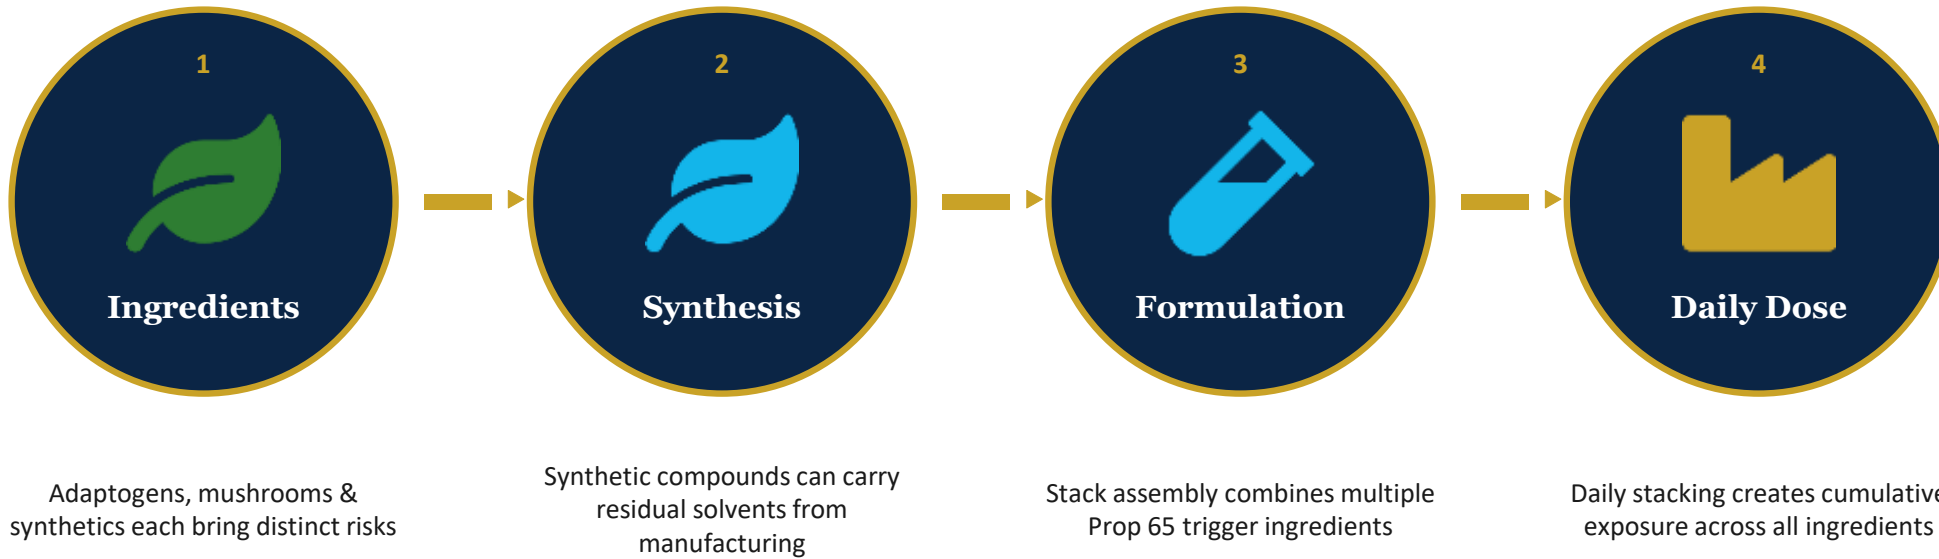 1
Ingredients
Adaptogens, mushrooms &
synthetics each bring distinct risks
2
Synthesis
Synthetic compounds can carry
residual solvents from
manufacturing
3
Formulation
Stack assembly combines multiple
Prop 65 trigger ingredients
4
Daily Dose
Daily stacking creates cumulative
exposure across all ingredients